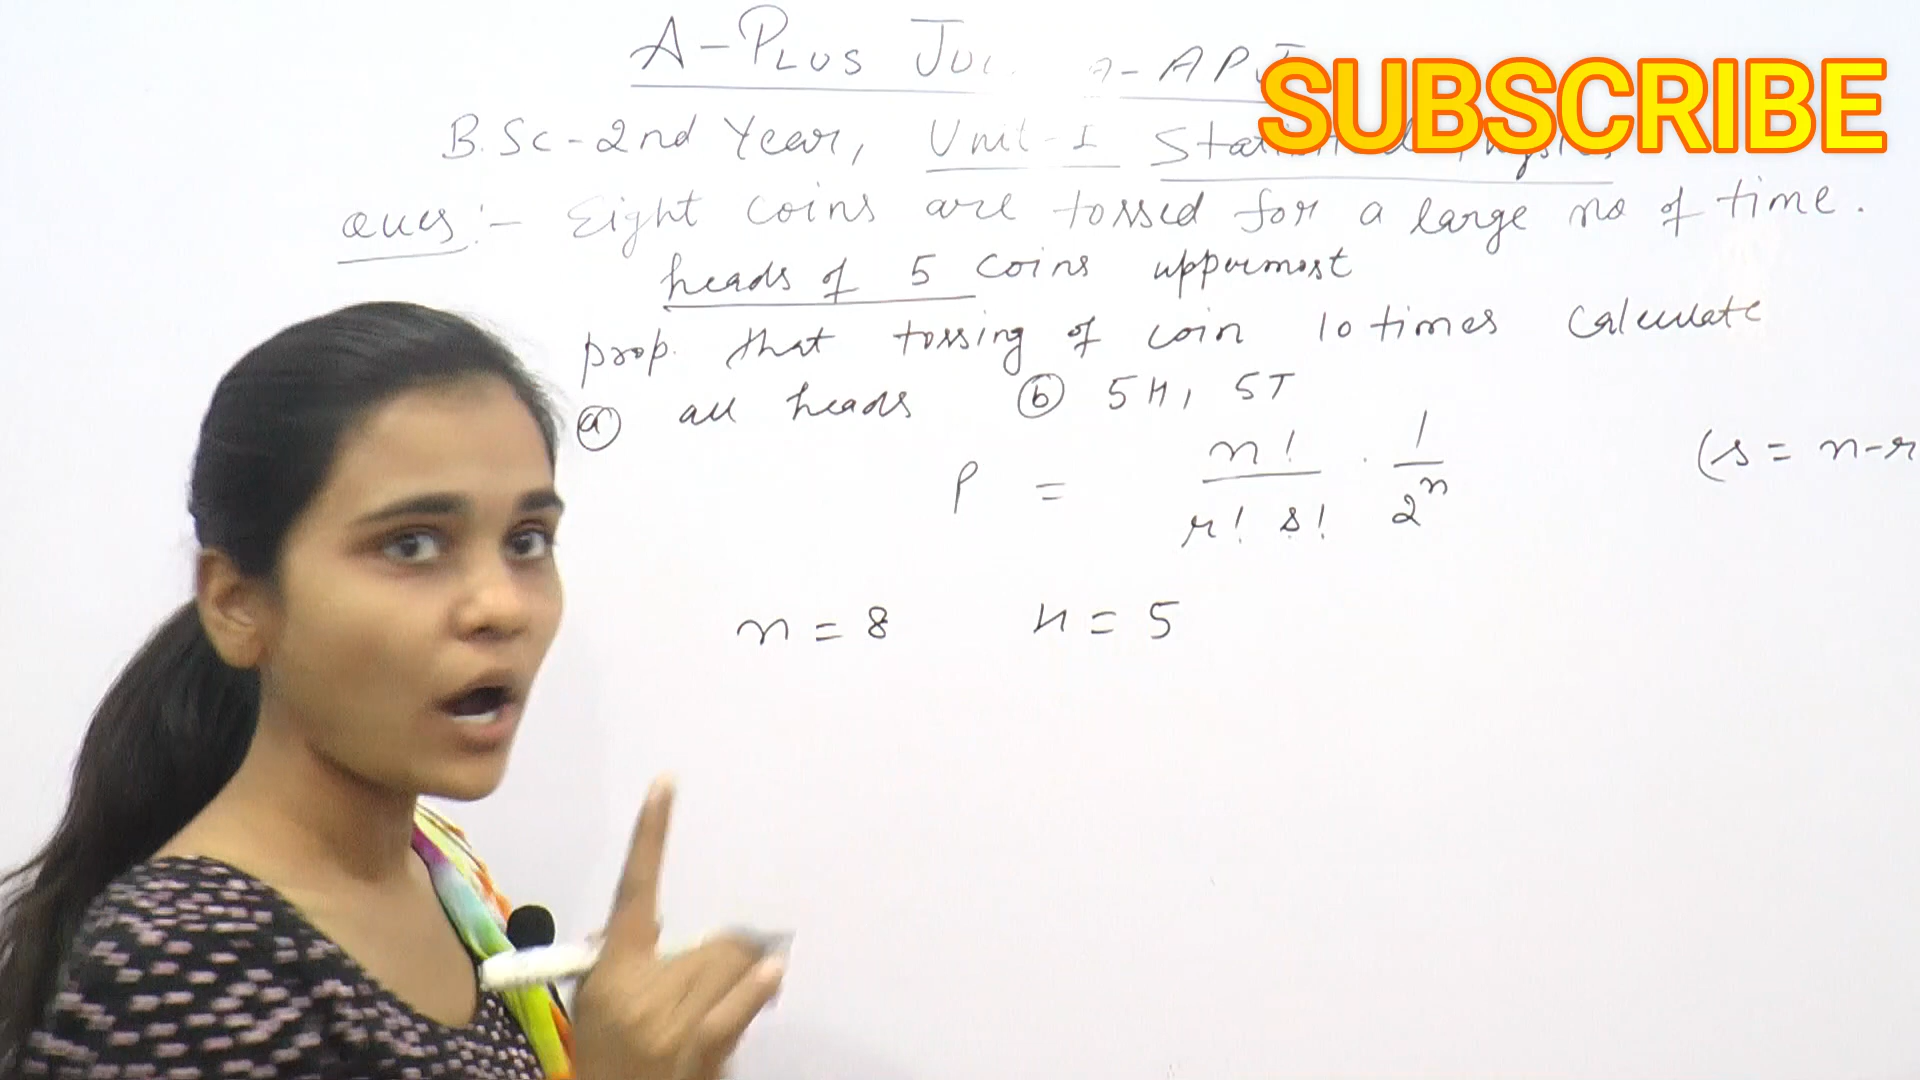 A-PLUS
SUBSCRIBE
B.Sc-2nd Year, Unit-I
Ques:- Eight coins are tossed for a large no of time.
heads of 5 coins uppermost
prop. that tossing of coin 10 times calculate
(a) all heads (b) 5H, 5T
P = n!/r! s! . 1/2^n (s = n-r
n = 8 r = 5